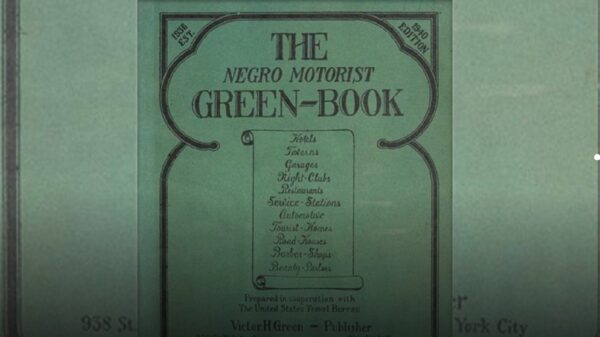 1936
EST.
1940
EDITION
THE
NEGRO MOTORIST
GREEN-BOOK
Hotels
Taverns
Garages
Night-Clubs
Restaurants
Service-Stations
Automotive
Tourist-Homes
Road-Houses
Barber-Shops
Beauty-Parlors
Prepared in cooperation with
The United States Travel Bureau
Victor H Green - Publisher
938 St.
York City